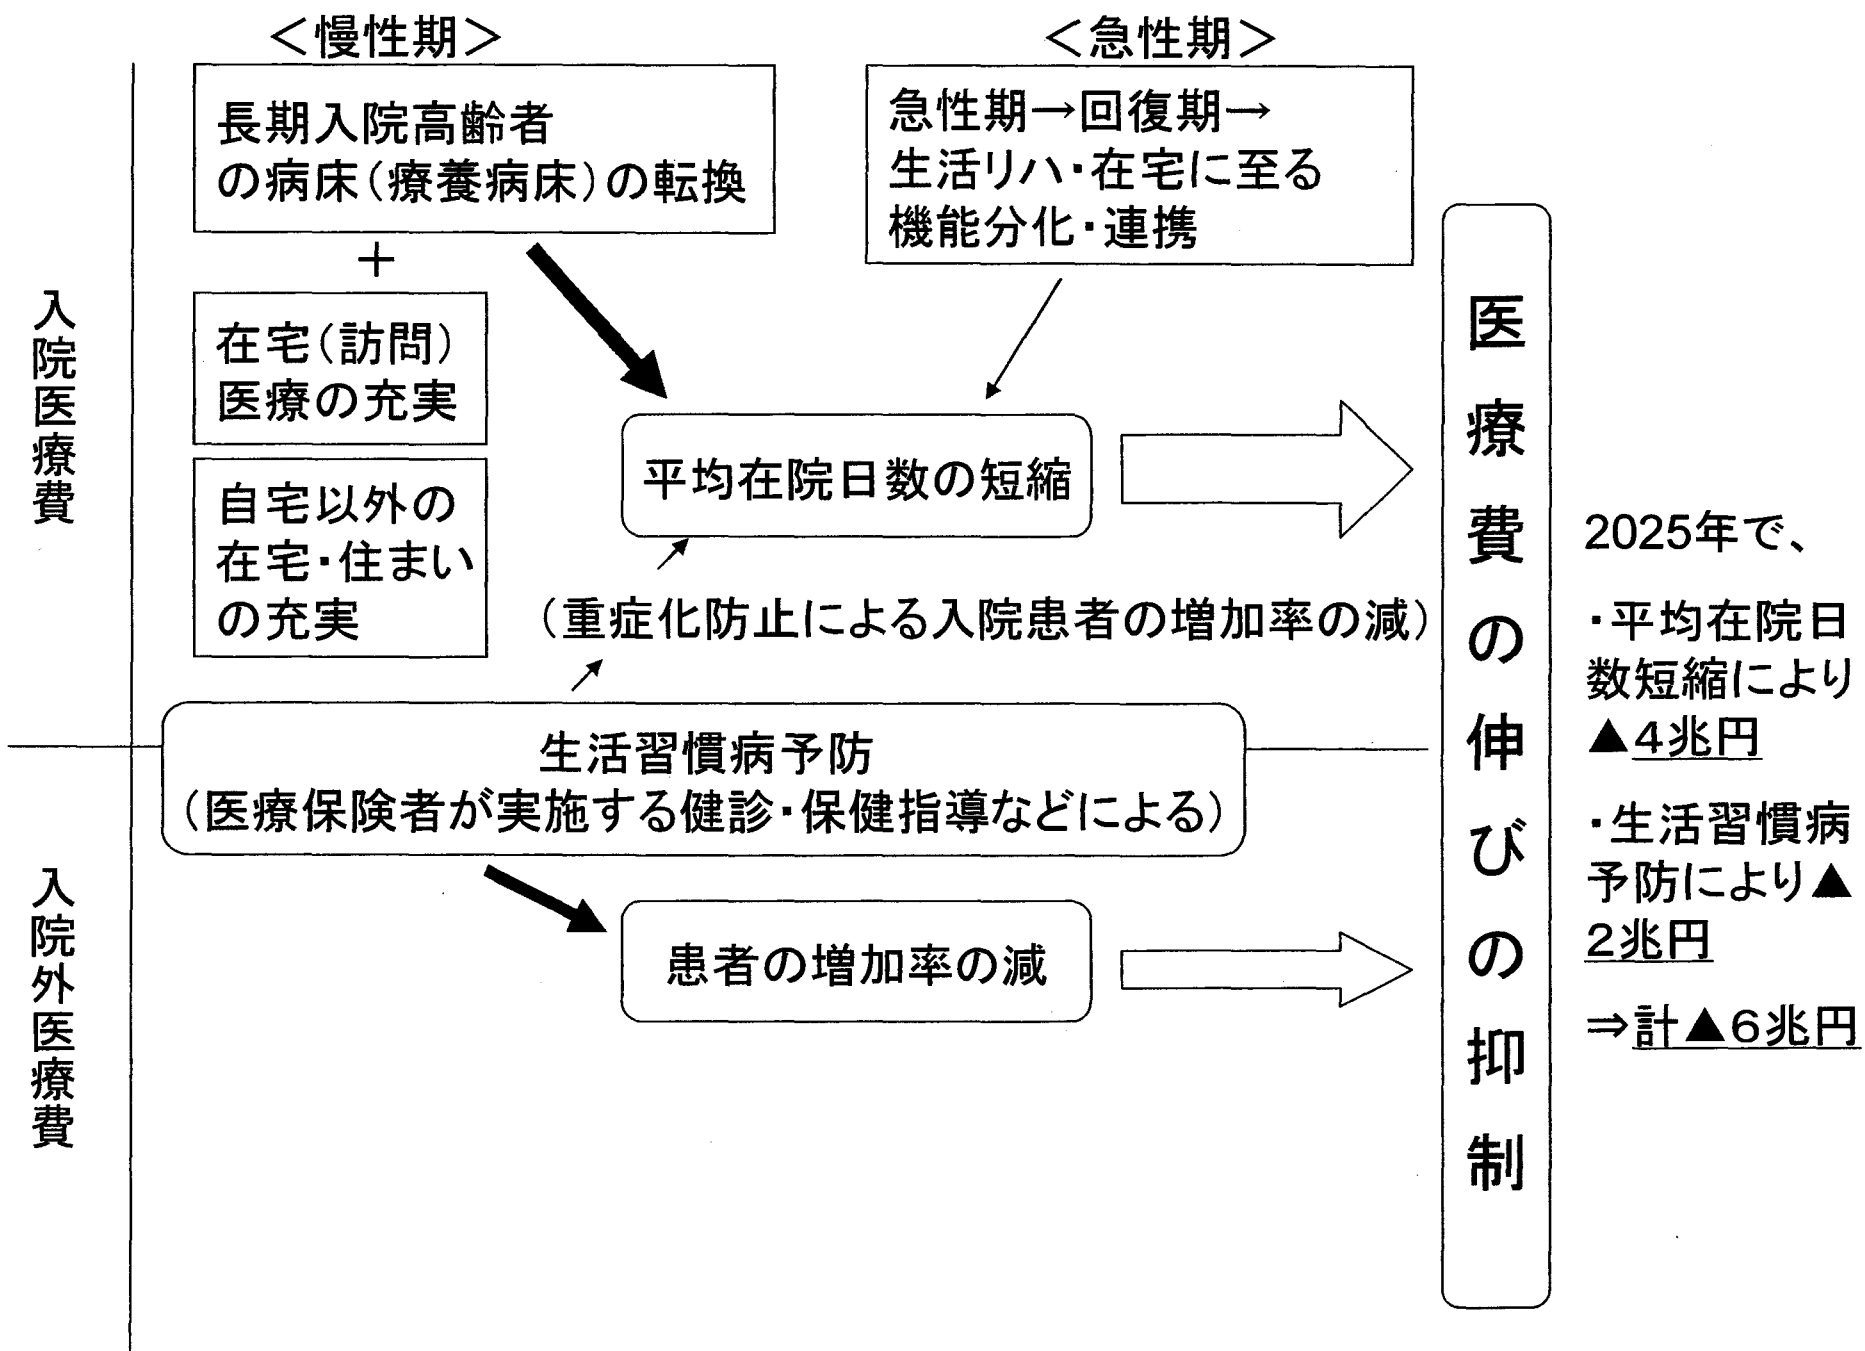 ＜慢性期＞
長期入院高齢者
の病床（療養病床）の転換
＋
在宅（訪問）
医療の充実
自宅以外の
在宅・住まい
の充実
＜急性期＞
急性期→回復期→
生活リハ・在宅に至る
機能分化・連携
入院医療費
平均在院日数の短縮
（重症化防止による入院患者の増加率の減）
生活習慣病予防
（医療保険者が実施する健診・保健指導などによる）
入院外医療費
患者の増加率の減
医療費の伸びの抑制
2025年で、
・平均在院日
数短縮により
▲４兆円
・生活習慣病
予防により▲
２兆円
⇒計▲６兆円